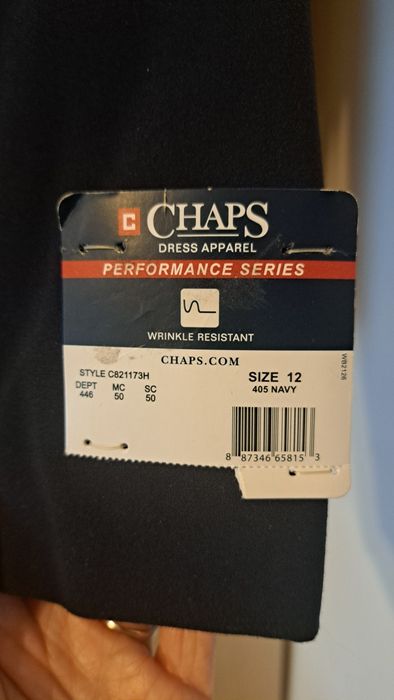 C CHAPS
DRESS APPAREL
PERFORMANCE SERIES
WRINKLE RESISTANT
CHAPS.COM
WB2126
STYLE C821173H
DEPT MC SC
446 50 50
SIZE 12
405 NAVY
8 87346 65815 3